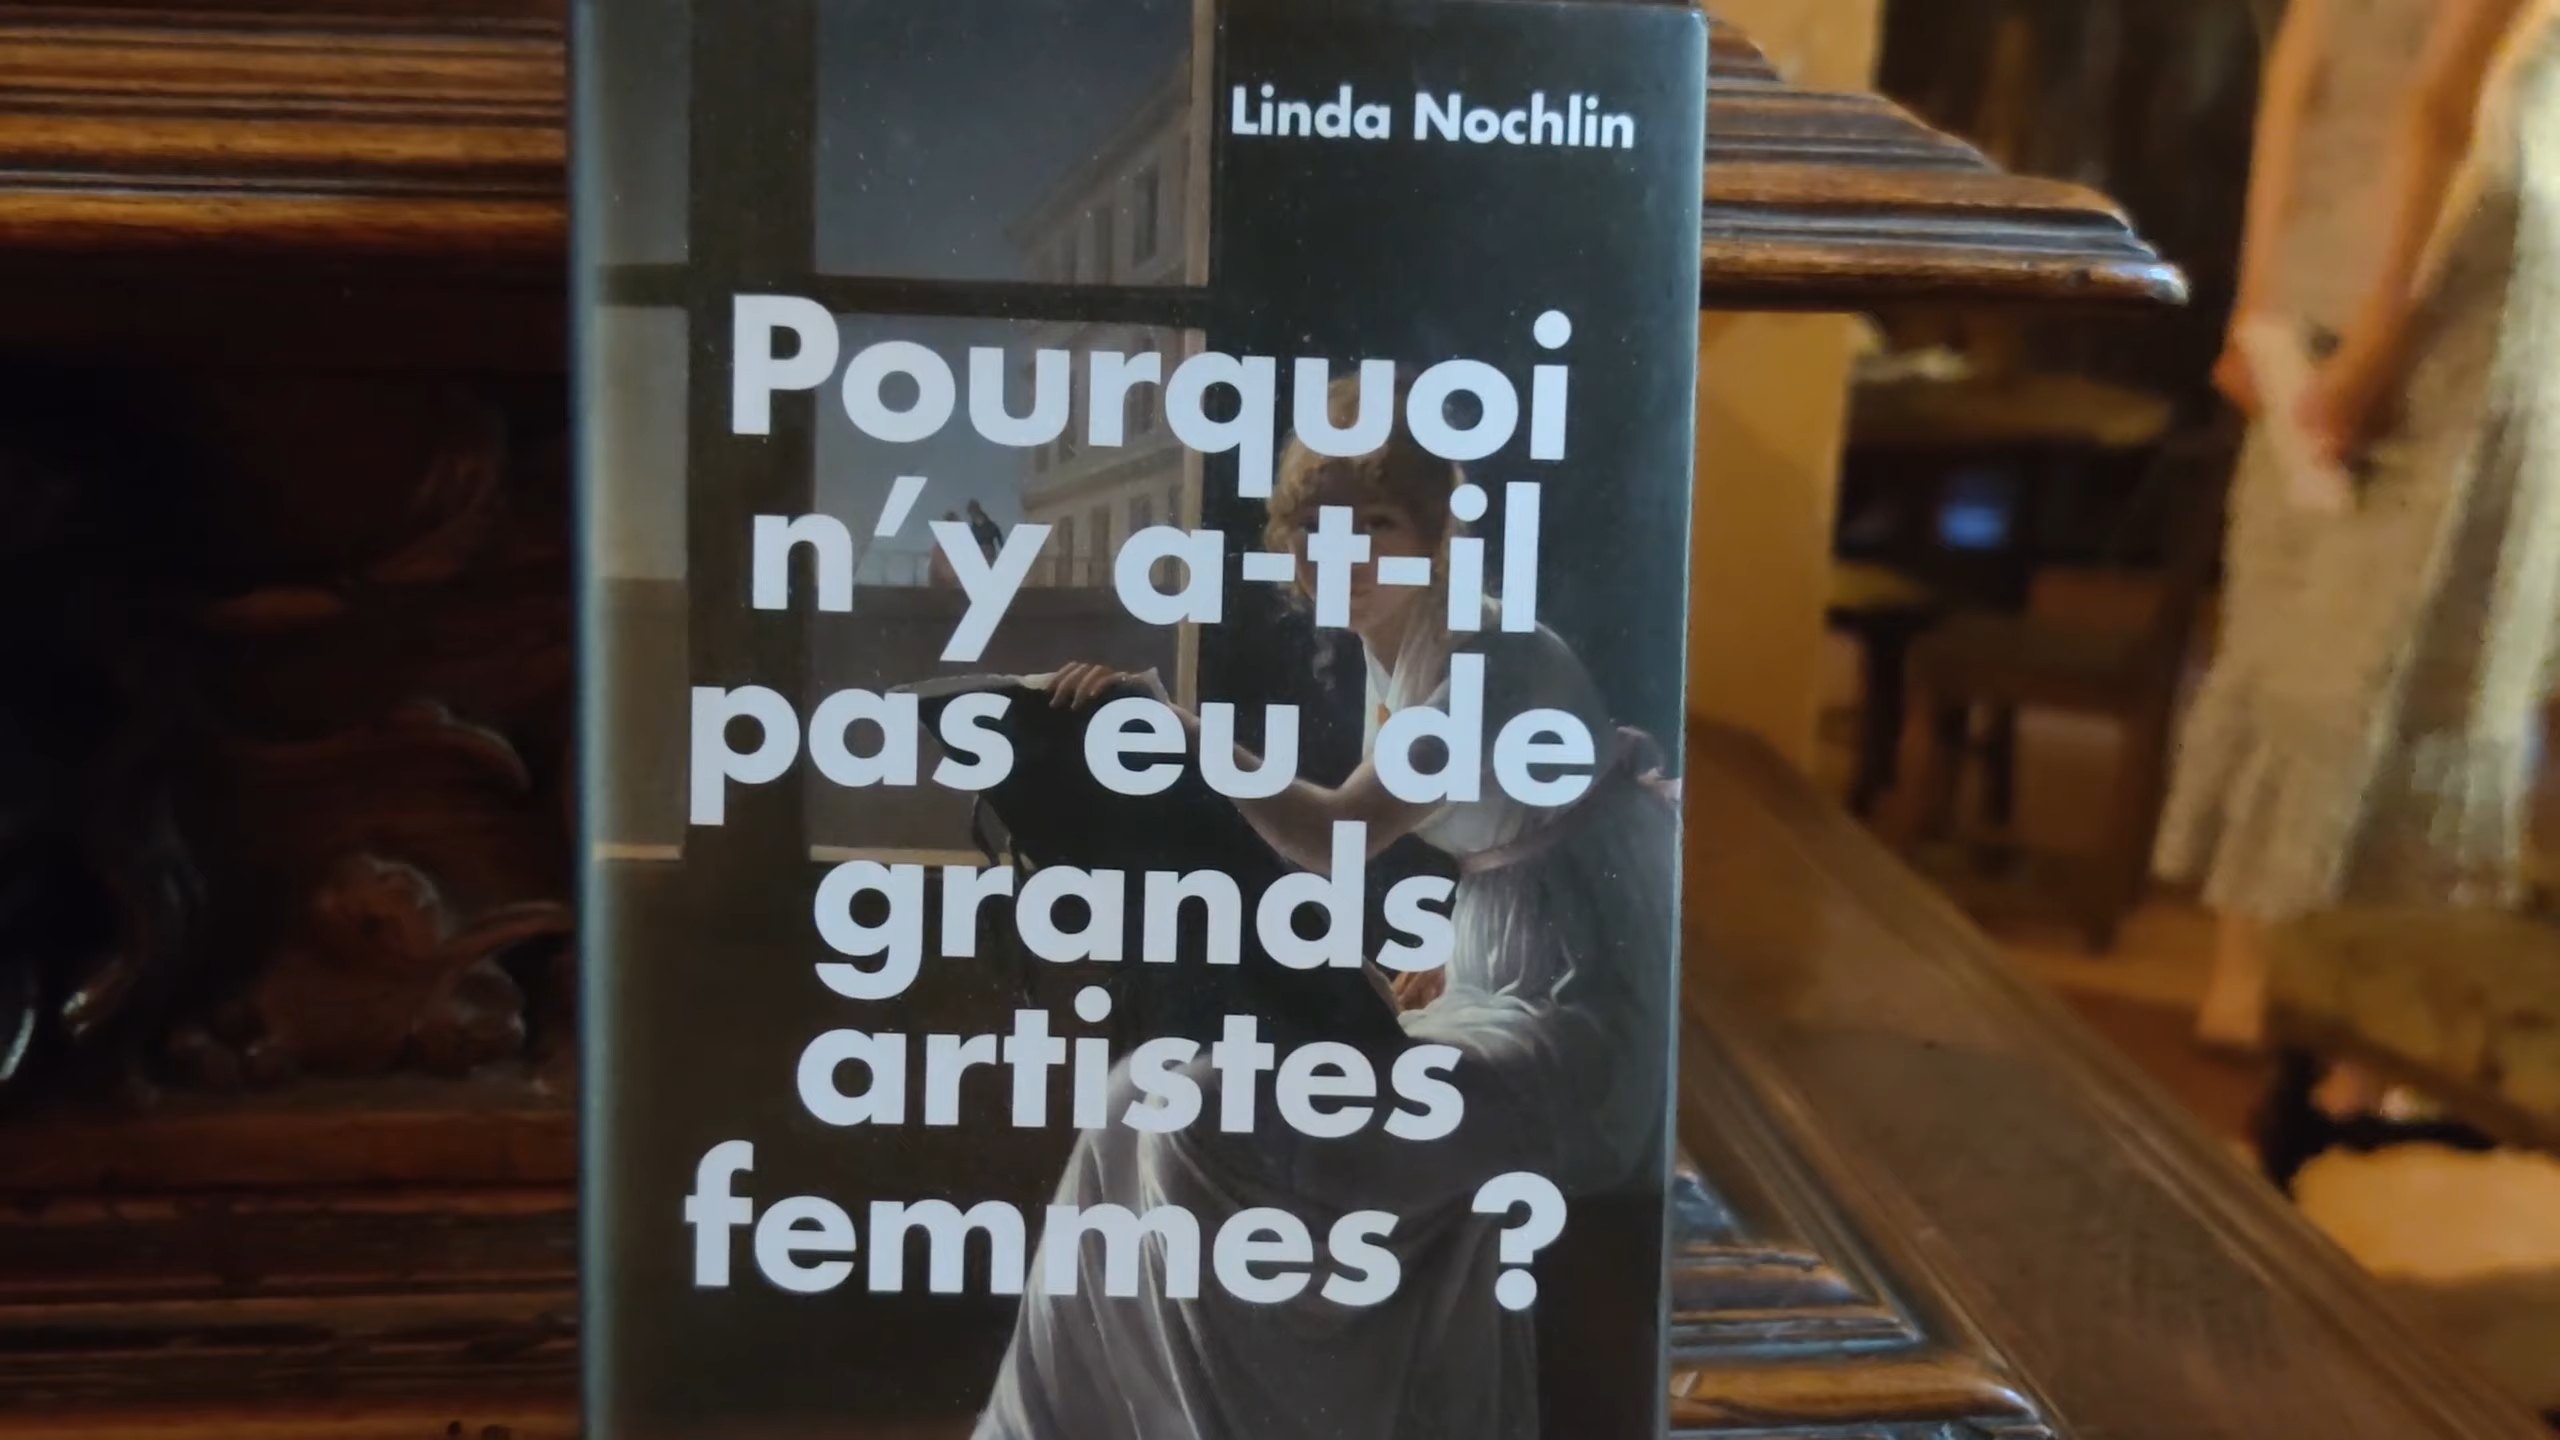 Linda Nochlin
Pourquoi
n’y a-t-il
pas eu de
grands
artistes
femmes ?